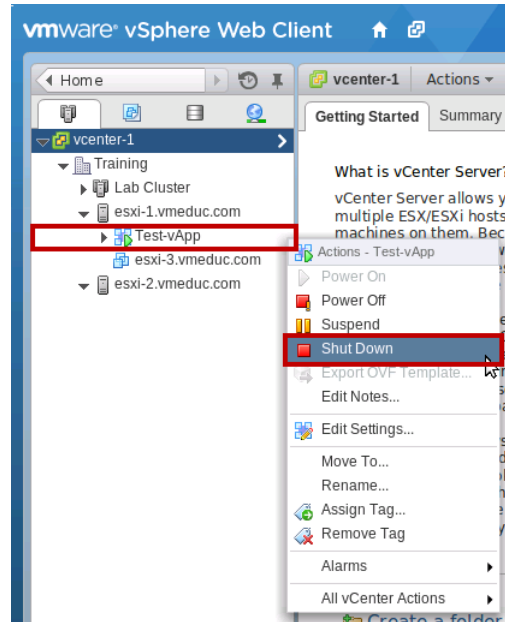 vmware® vSphere Web Client
Home
vcenter-1 Actions
Getting Started Summary
vcenter-1
Training
Lab Cluster
esxi-1.vmeduc.com
Test-vApp
esxi-3.vmeduc.com
esxi-2.vmeduc.com
What is vCenter Server?
vCenter Server allows y
multiple ESX/ESXi hosts
machines on them. Bec
Actions - Test-vApp
Power On
Power Off
Suspend
Shut Down
Export OVF Template...
Edit Notes...
Edit Settings...
Move To...
Rename...
Assign Tag...
Remove Tag
Alarms
All vCenter Actions
Create a folder